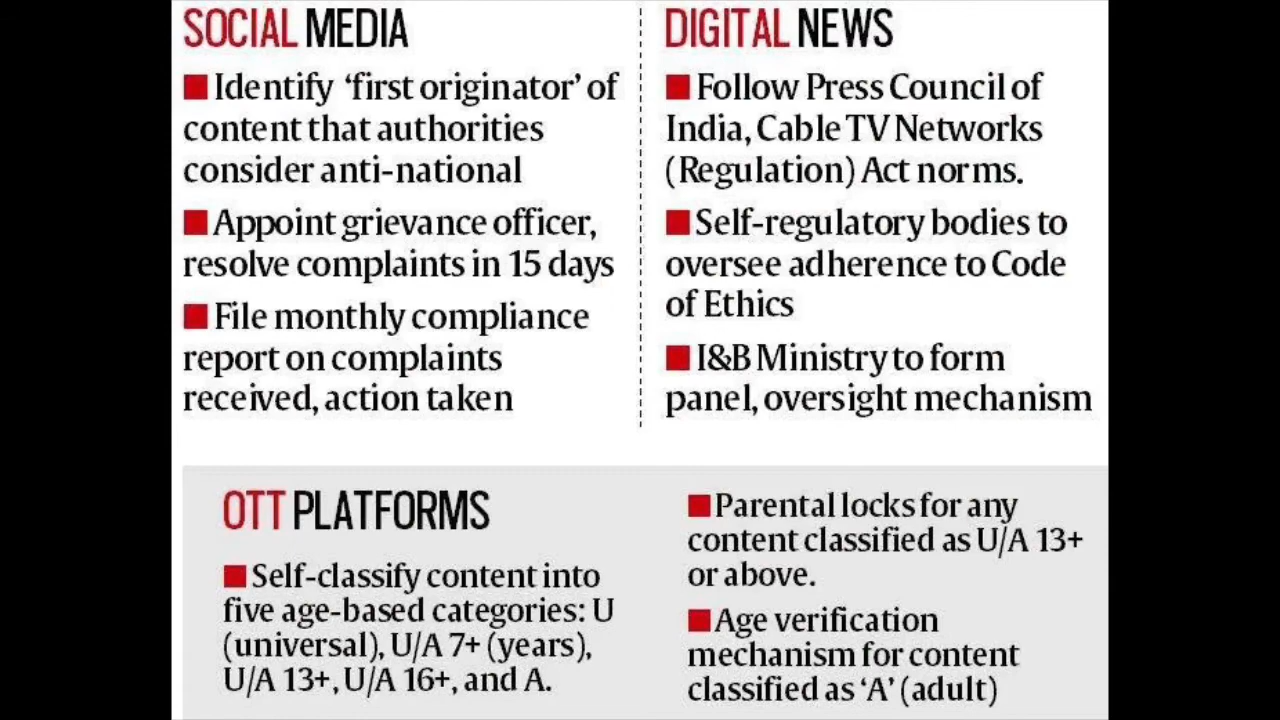 SOCIAL MEDIA
■ Identify ‘first originator’ of
content that authorities
consider anti-national
■ Appoint grievance officer,
resolve complaints in 15 days
■ File monthly compliance
report on complaints
received, action taken
DIGITAL NEWS
■ Follow Press Council of
India, Cable TV Networks
(Regulation) Act norms.
■ Self-regulatory bodies to
oversee adherence to Code
of Ethics
■ I&B Ministry to form
panel, oversight mechanism
OTT PLATFORMS
■ Self-classify content into
five age-based categories: U
(universal), U/A 7+ (years),
U/A 13+, U/A 16+, and A.
■ Parental locks for any
content classified as U/A 13+
or above.
■ Age verification
mechanism for content
classified as ‘A’ (adult)